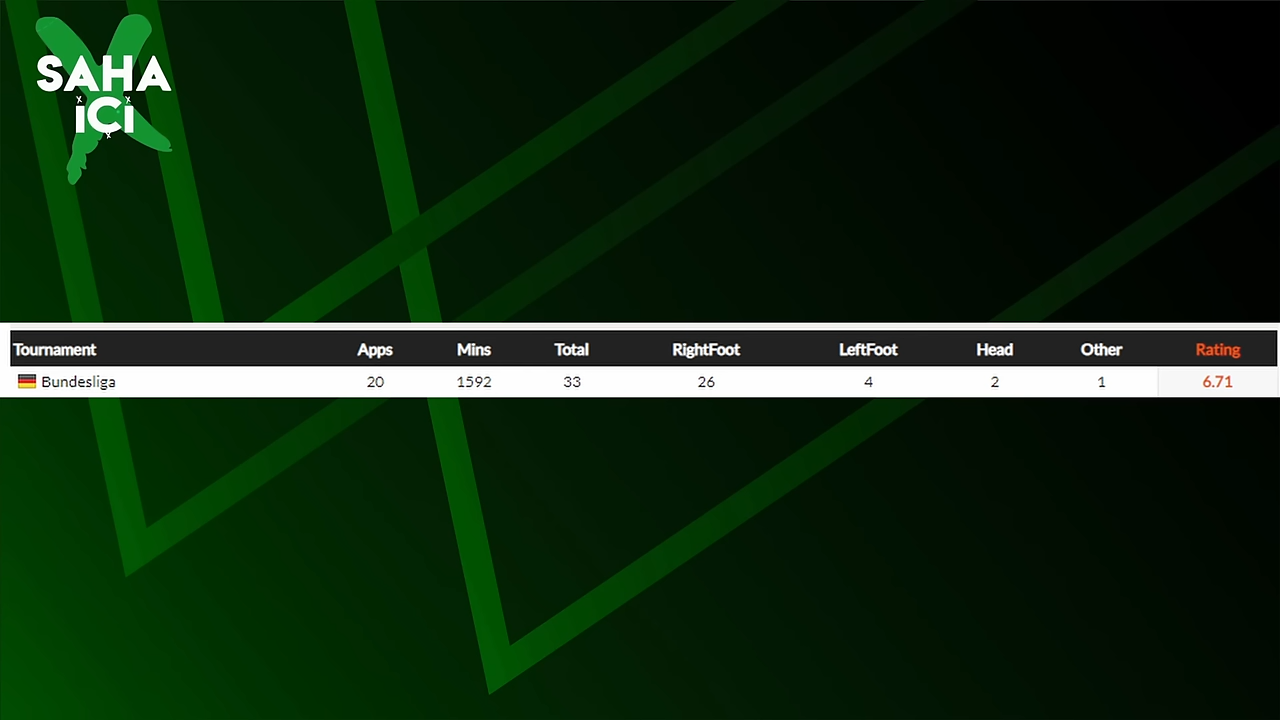 SAHA
iÇi
Tournament Apps Mins Total RightFoot LeftFoot Head Other Rating
Bundesliga 20 1592 33 26 4 2 1 6.71